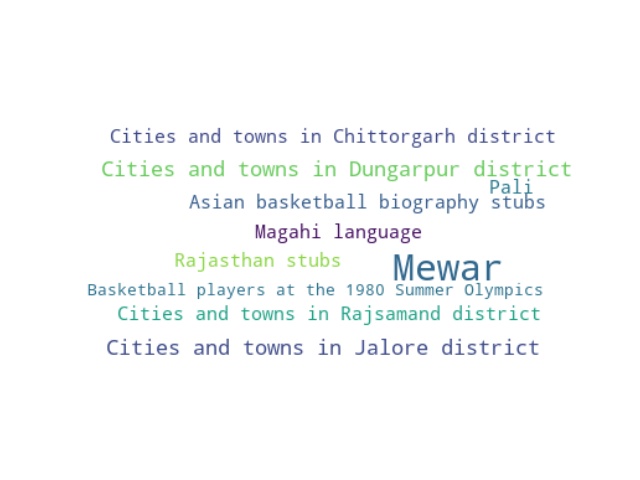 Cities and towns in Chittorgarh district
Cities and towns in Dungarpur district
Pali
Asian basketball biography stubs
Magahi language
Rajasthan stubs
Mewar
Basketball players at the 1980 Summer Olympics
Cities and towns in Rajsamand district
Cities and towns in Jalore district